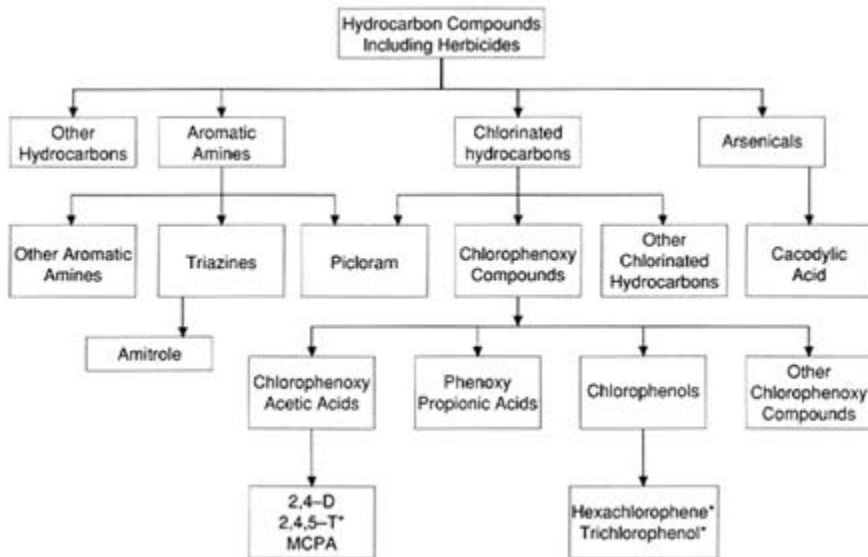 Hydrocarbon Compounds
Including Herbicides
Other
Hydrocarbons
Aromatic
Amines
Chlorinated
hydrocarbons
Arsenicals
Other Aromatic
Amines
Triazines
Picloram
Chlorophenoxy
Compounds
Other
Chlorinated
Hydrocarbons
Cacodylic
Acid
Amitrole
Chlorophenoxy
Acetic Acids
Phenoxy
Propionic Acids
Chlorophenols
Other
Chlorophenoxy
Compounds
2,4–D
2,4,5–T*
MCPA
Hexachlorophene*
Trichlorophenol*